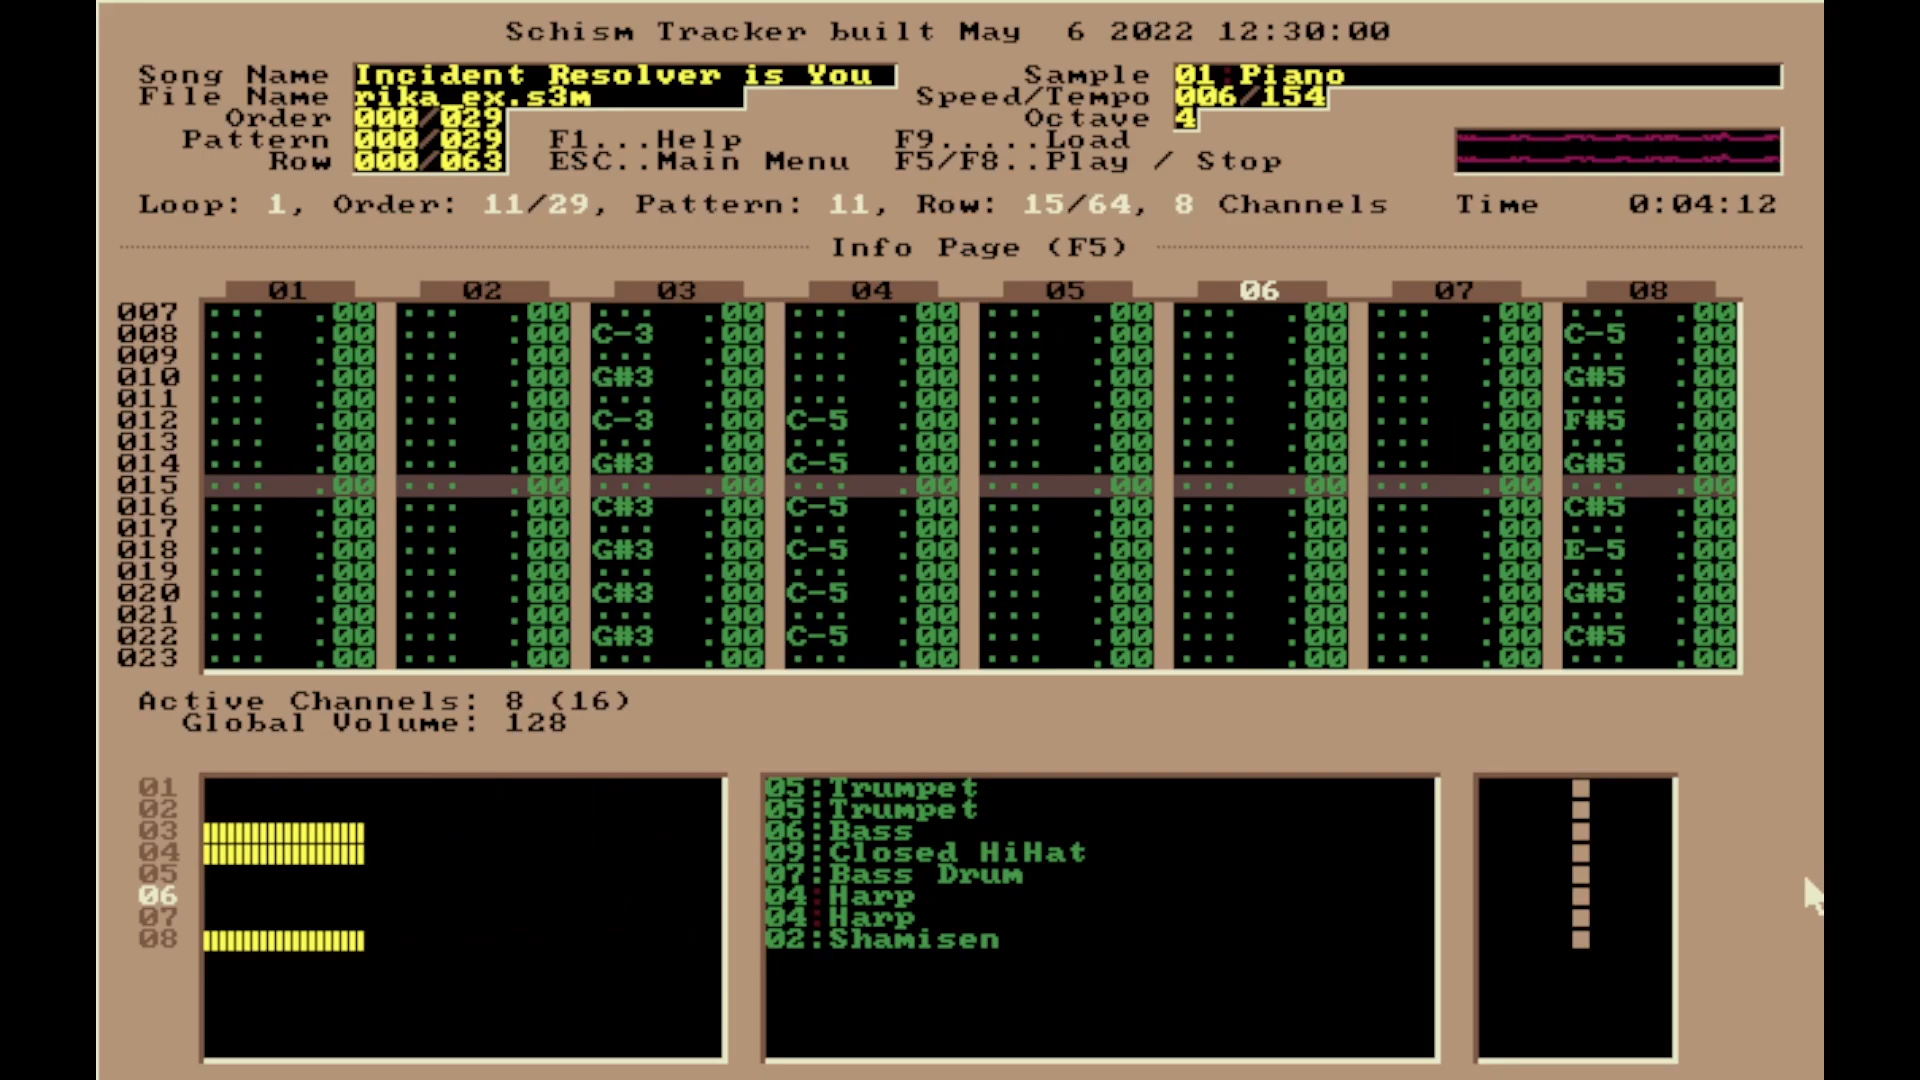 Schism Tracker built May  6 2022 12:30:00
Song Name Incident Resolver is You Sample 01:Piano
File Name rika_ex.s3m Speed/Tempo 006/154
Order 000/029 Octave 4
Pattern 000/029 F1...Help F9.....Load
Row 000/063 ESC..Main Menu F5/F8..Play / Stop
Loop: 1, Order: 11/29, Pattern: 11, Row: 15/64, 8 Channels Time 0:04:12
Info Page (F5)
01 02 03 04 05 06 07 08
007 ... .00 ... .00 ... .00 ... .00 ... .00 ... .00 ... .00 ... .00
008 ... .00 ... .00 C-3 .00 ... .00 ... .00 ... .00 ... .00 C-5 .00
009 ... .00 ... .00 ... .00 ... .00 ... .00 ... .00 ... .00 ... .00
010 ... .00 ... .00 G#3 .00 ... .00 ... .00 ... .00 ... .00 G#5 .00
011 ... .00 ... .00 ... .00 ... .00 ... .00 ... .00 ... .00 ... .00
012 ... .00 ... .00 C-3 .00 C-5 .00 ... .00 ... .00 ... .00 F#5 .00
013 ... .00 ... .00 ... .00 ... .00 ... .00 ... .00 ... .00 ... .00
014 ... .00 ... .00 G#3 .00 C-5 .00 ... .00 ... .00 ... .00 G#5 .00
015 ... .00 ... .00 ... .00 ... .00 ... .00 ... .00 ... .00 ... .00
016 ... .00 ... .00 C#3 .00 C-5 .00 ... .00 ... .00 ... .00 C#5 .00
017 ... .00 ... .00 ... .00 ... .00 ... .00 ... .00 ... .00 ... .00
018 ... .00 ... .00 G#3 .00 C-5 .00 ... .00 ... .00 ... .00 E-5 .00
019 ... .00 ... .00 ... .00 ... .00 ... .00 ... .00 ... .00 ... .00
020 ... .00 ... .00 C#3 .00 C-5 .00 ... .00 ... .00 ... .00 G#5 .00
021 ... .00 ... .00 ... .00 ... .00 ... .00 ... .00 ... .00 ... .00
022 ... .00 ... .00 G#3 .00 C-5 .00 ... .00 ... .00 ... .00 C#5 .00
023 ... .00 ... .00 ... .00 ... .00 ... .00 ... .00 ... .00 ... .00
Active Channels: 8 (16)
Global Volume: 128
01 05:Trumpet
02 05:Trumpet
03 06:Bass
04 09:Closed HiHat
05 07:Bass Drum
06 04:Harp
07 04:Harp
08 02:Shamisen